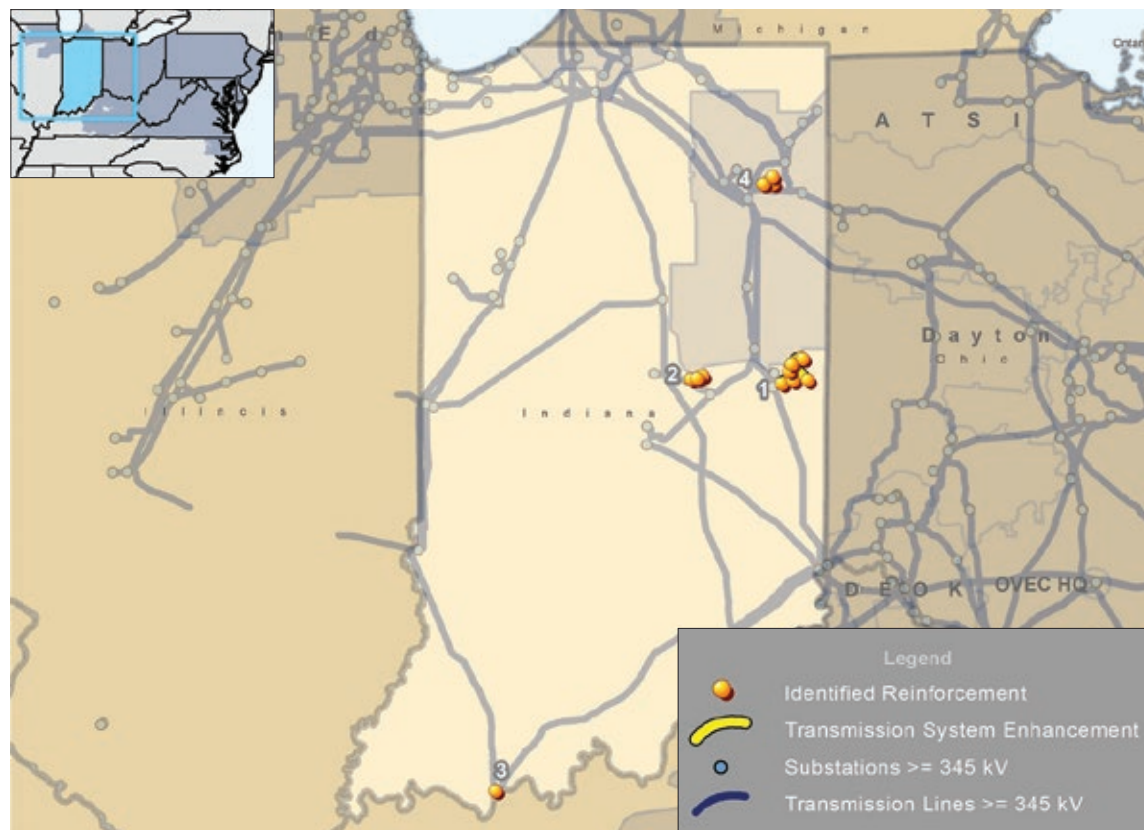 Michigan
Ontar
A T S I
4
Dayton
Ohio
2
1
Illinois
Indiana
D E O K
OVEC HQ
3
Legend
Identified Reinforcement
Transmission System Enhancement
Substations >= 345 kV
Transmission Lines >= 345 kV